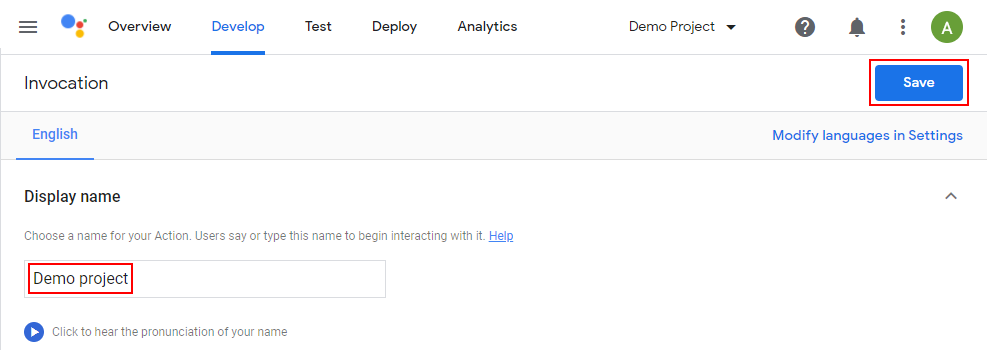 Overview Develop Test Deploy Analytics Demo Project A
Invocation Save
English Modify languages in Settings
Display name
Choose a name for your Action. Users say or type this name to begin interacting with it. Help
Demo project
Click to hear the pronunciation of your name